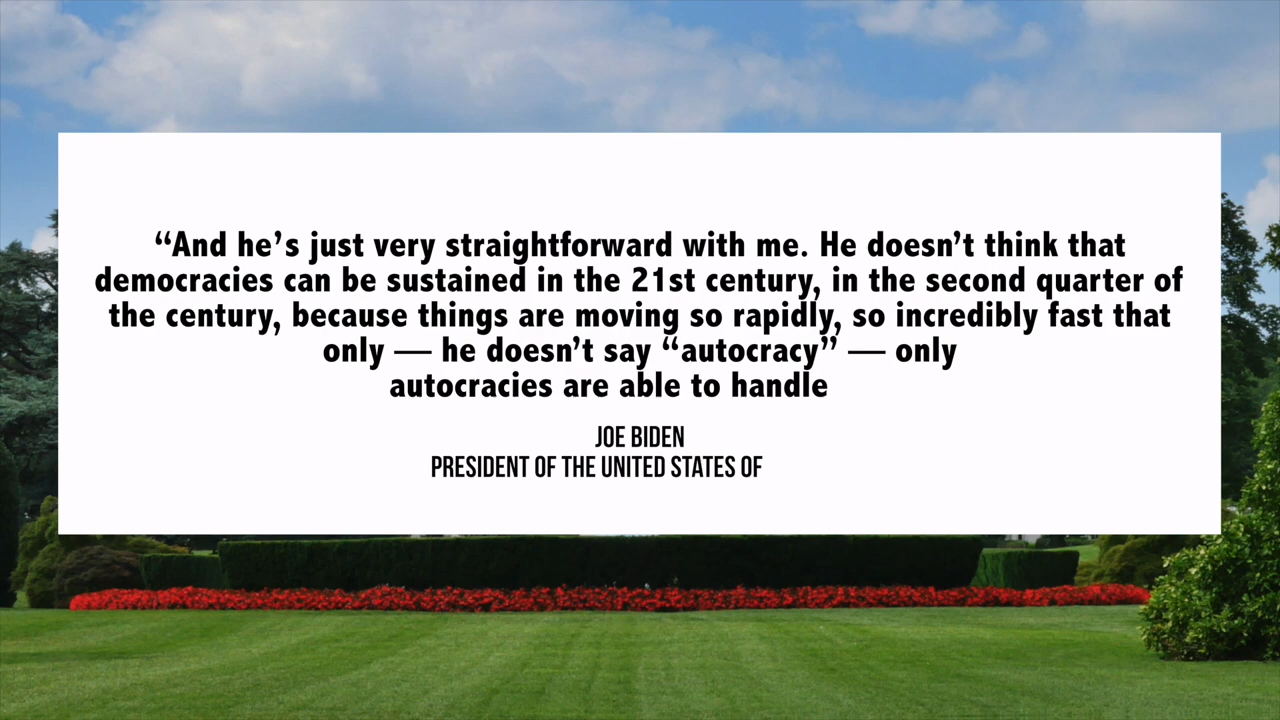 “And he’s just very straightforward with me. He doesn’t think that
democracies can be sustained in the 21st century, in the second quarter of
the century, because things are moving so rapidly, so incredibly fast that
only — he doesn’t say “autocracy” — only
autocracies are able to handle
JOE BIDEN
PRESIDENT OF THE UNITED STATES OF